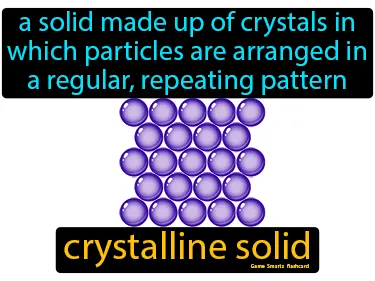 a solid made up of crystals in
which particles are arranged in
a regular, repeating pattern
crystalline solid
Game Smartz flashcard